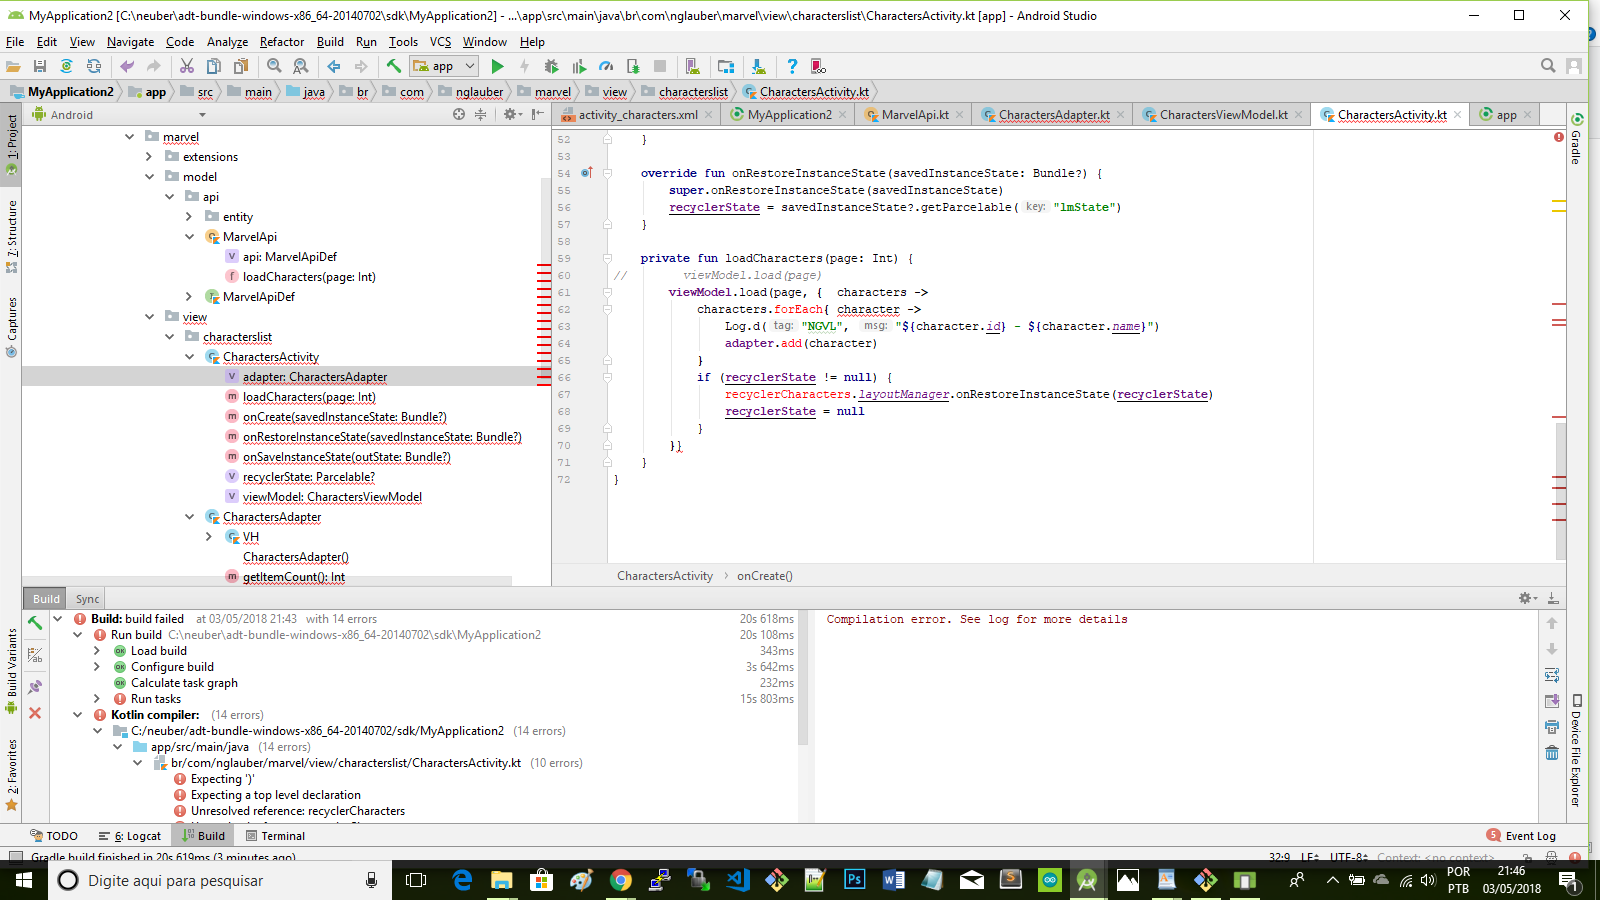 MyApplication2 [C:\neuber\adt-bundle-windows-x86_64-20140702\sdk\MyApplication2] - ...\app\src\main\java\br\com\nglauber\marvel\view\characterslist\CharactersActivity.kt [app] - Android Studio
File Edit View Navigate Code Analyze Refactor Build Run Tools VCS Window Help
app
MyApplication2 app src main java br com nglauber marvel view characterslist CharactersActivity.kt
Android
activity_characters.xml MyApplication2 MarvelApi.kt CharactersAdapter.kt CharactersViewModel.kt CharactersActivity.kt app
1: Project
7: Structure
Captures
Build Variants
2: Favorites
marvel
extensions
model
api
entity
MarvelApi
api: MarvelApiDef
loadCharacters(page: Int)
MarvelApiDef
view
characterslist
CharactersActivity
adapter: CharactersAdapter
loadCharacters(page: Int)
onCreate(savedInstanceState: Bundle?)
onRestoreInstanceState(savedInstanceState: Bundle?)
onSaveInstanceState(outState: Bundle?)
recyclerState: Parcelable?
viewModel: CharactersViewModel
CharactersAdapter
VH
CharactersAdapter()
getItemCount(): Int
52 }
53
54 override fun onRestoreInstanceState(savedInstanceState: Bundle?) {
55 super.onRestoreInstanceState(savedInstanceState)
56 recyclerState = savedInstanceState?.getParcelable( key: "lmState")
57 }
58
59 private fun loadCharacters(page: Int) {
60 // viewModel.load(page)
61 viewModel.load(page, { characters ->
62 characters.forEach{ character ->
63 Log.d( tag: "NGVL", msg: "${character.id} - ${character.name}")
64 adapter.add(character)
65 }
66 if (recyclerState != null) {
67 recyclerCharacters.layoutManager.onRestoreInstanceState(recyclerState)
68 recyclerState = null
69 }
70 }}
71 }
72 }
CharactersActivity > onCreate()
Gradle
Device File Explorer
Build Sync
Build: build failed at 03/05/2018 21:43 with 14 errors 20s 618ms
Run build C:\neuber\adt-bundle-windows-x86_64-20140702\sdk\MyApplication2 20s 108ms
Load build 343ms
Configure build 3s 642ms
Calculate task graph 232ms
Run tasks 15s 803ms
Kotlin compiler: (14 errors)
C:/neuber/adt-bundle-windows-x86_64-20140702/sdk/MyApplication2 (14 errors)
app/src/main/java (14 errors)
br/com/nglauber/marvel/view/characterslist/CharactersActivity.kt (10 errors)
Expecting ')'
Expecting a top level declaration
Unresolved reference: recyclerCharacters
Compilation error. See log for more details
TODO 6: Logcat Build Terminal 5 Event Log
Gradle build finished in 20s 619ms (3 minutes ago) 32:9 LF UTF-8 Context: <no context>
Digite aqui para pesquisar
POR
PTB
21:46
03/05/2018
1